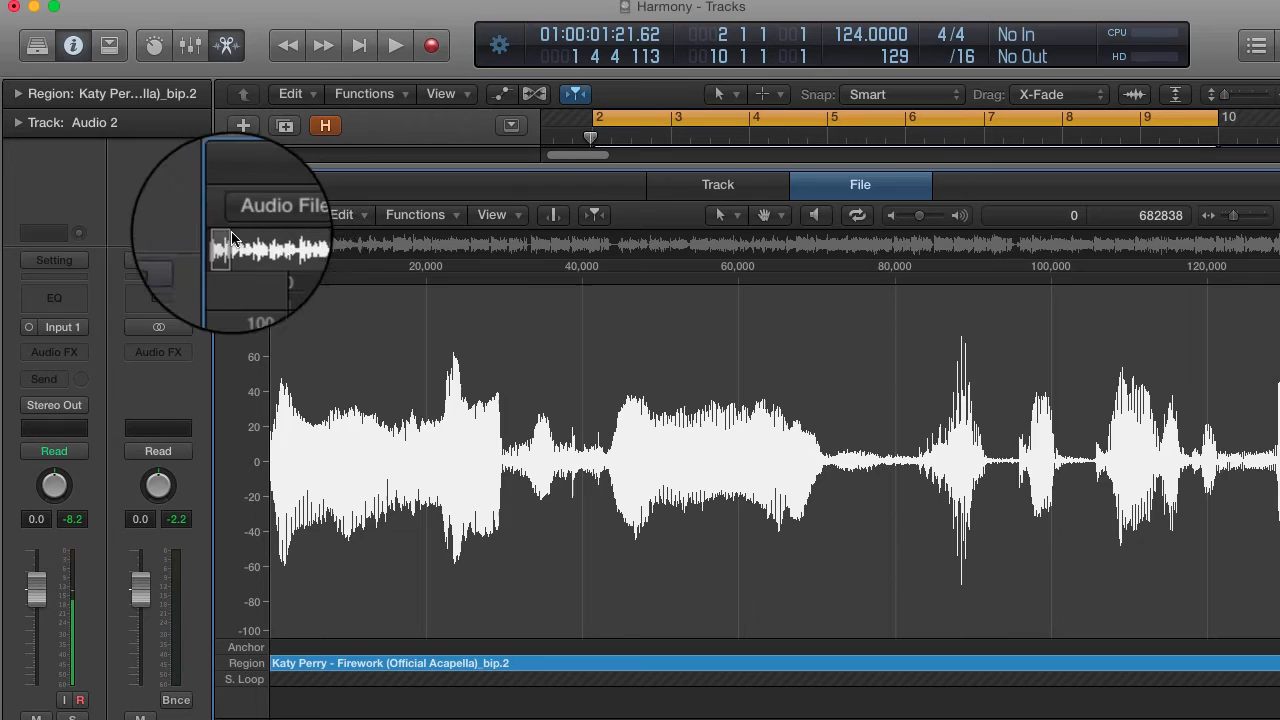 Harmony - Tracks
01:00:01:21.62 2 1 1 1 124.0000 4/4 No In CPU
1 4 4 113 10 1 1 1 129 /16 No Out HD
Region: Katy Per...lla)_bip.2 Edit Functions View Snap: Smart Drag: X-Fade
Track: Audio 2 H 2 3 4 5 6 7 8 9 10
Track File
Audio File Edit Functions View 0 682838
20,000 40,000 60,000 80,000 100,000 120,000
Setting
EQ
100
Input 1
Audio FX Audio FX
Send
Stereo Out
Read Read
0.0 -8.2 0.0 -2.2
60
40
20
0
-20
-40
-60
-80
-100
I R Bnce
M S M
Anchor
Region Katy Perry - Firework (Official Acapella)_bip.2
S. Loop